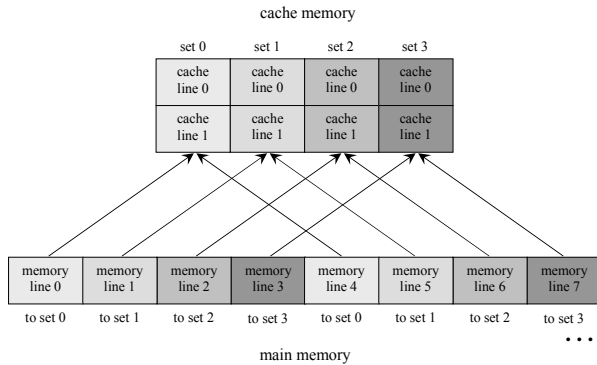 cache memory
set 0 set 1 set 2 set 3
cache cache cache cache
line 0 line 0 line 0 line 0
cache cache cache cache
line 1 line 1 line 1 line 1
memory memory memory memory memory memory memory memory
line 0 line 1 line 2 line 3 line 4 line 5 line 6 line 7
to set 0 to set 1 to set 2 to set 3 to set 0 to set 1 to set 2 to set 3
...
main memory